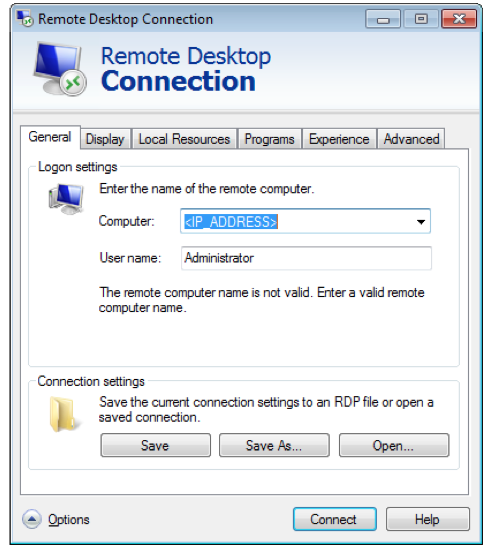 Remote Desktop Connection
Remote Desktop
Connection
General Display Local Resources Programs Experience Advanced
Logon settings
Enter the name of the remote computer.
Computer: <IP_ADDRESS>
User name: Administrator
The remote computer name is not valid. Enter a valid remote
computer name.
Connection settings
Save the current connection settings to an RDP file or open a
saved connection.
Save Save As... Open...
Options Connect Help